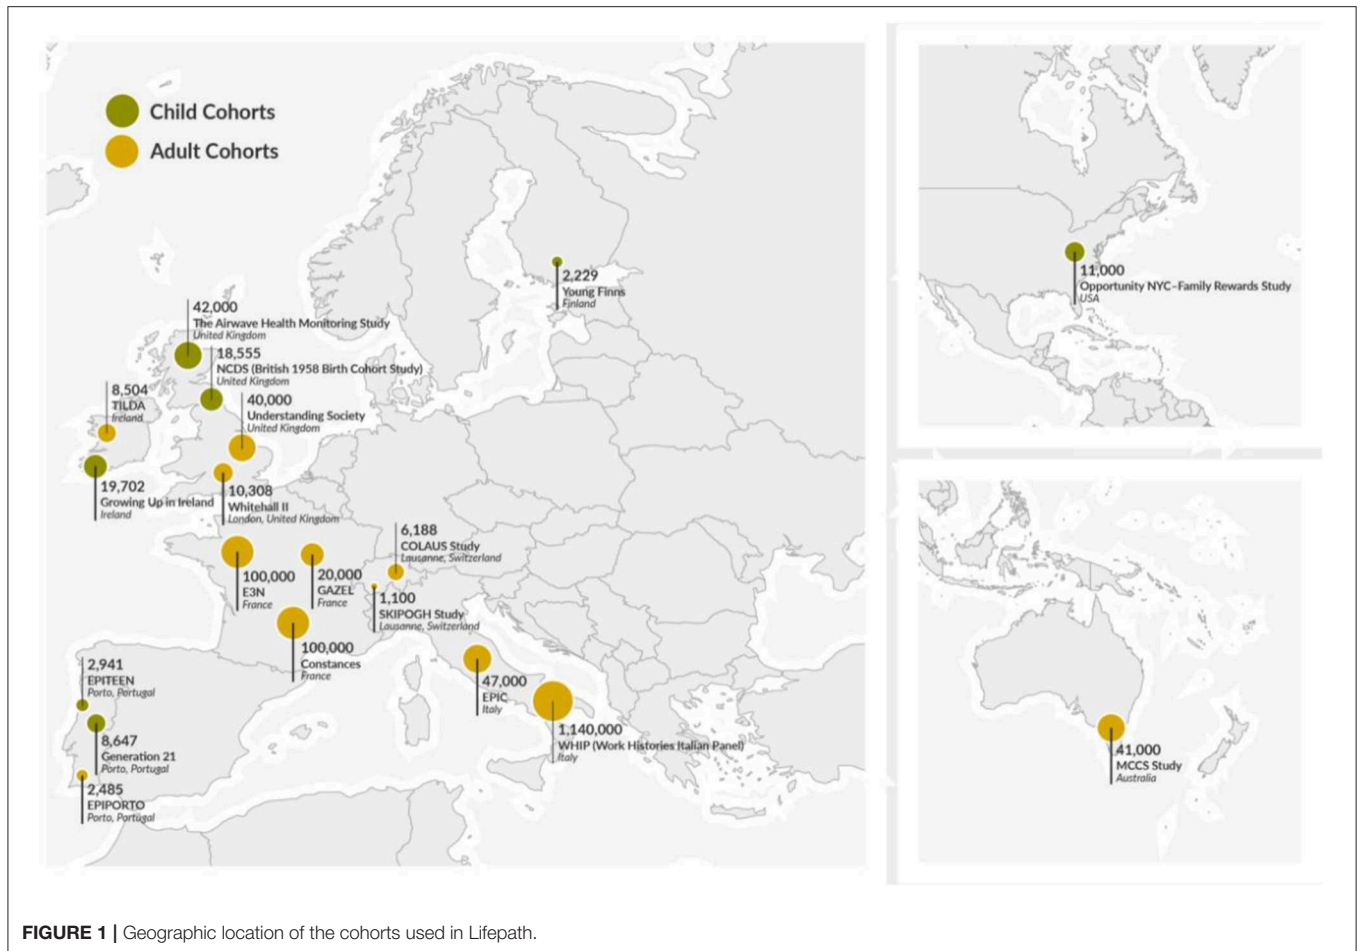 Child Cohorts
Adult Cohorts
2,229
Young Finns
Finland
42,000
The Airwave Health Monitoring Study
United Kingdom
18,555
NCDS (British 1958 Birth Cohort Study)
United Kingdom
8,504
TILDA
Ireland
40,000
Understanding Society
United Kingdom
19,702
Growing Up in Ireland
Ireland
10,308
Whitehall II
London, United Kingdom
6,188
COLAUS Study
Lausanne, Switzerland
100,000
E3N
France
20,000
GAZEL
France
1,100
SKIPOGH Study
Lausanne, Switzerland
100,000
Constances
France
2,941
EPITEEN
Porto, Portugal
47,000
EPIC
Italy
8,647
Generation 21
Porto, Portugal
1,140,000
WHIP (Work Histories Italian Panel)
Italy
2,485
EPIPORTO
Porto, Portugal
11,000
Opportunity NYC–Family Rewards Study
USA
41,000
MCCS Study
Australia
FIGURE 1 | Geographic location of the cohorts used in Lifepath.